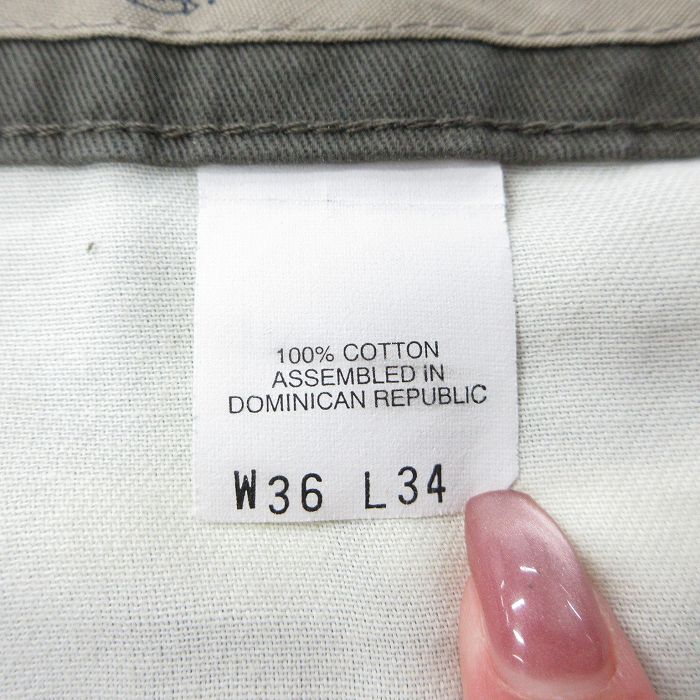 100% COTTON
ASSEMBLED IN
DOMINICAN REPUBLIC
W36 L34